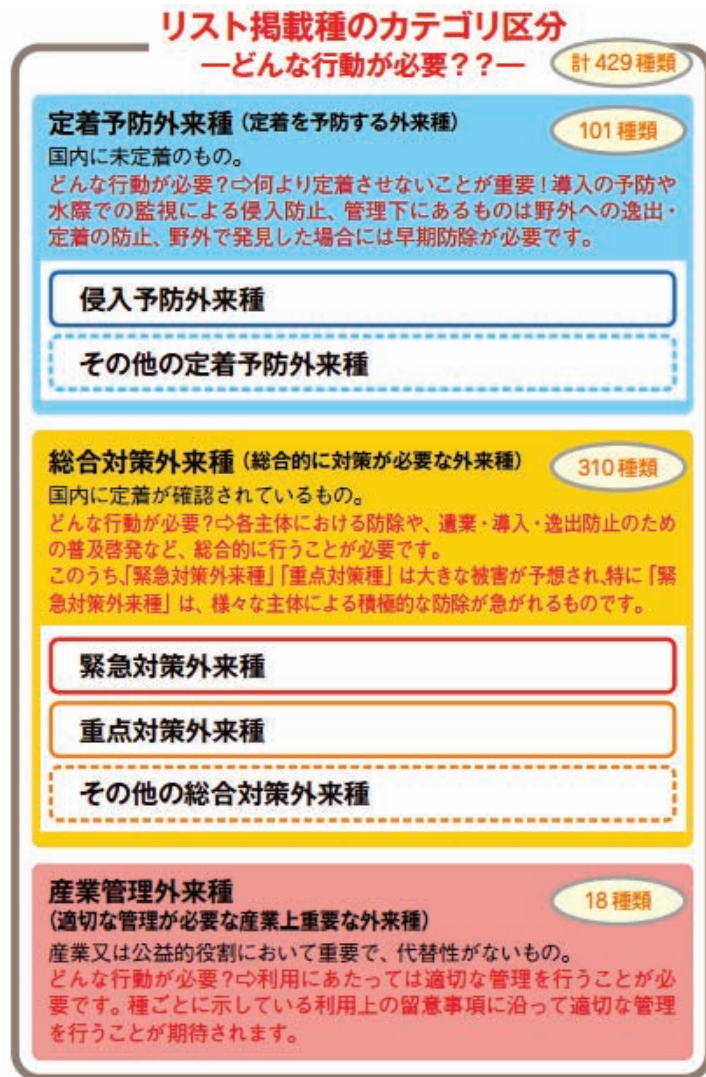 リスト掲載種のカテゴリ区分
―どんな行動が必要??―
計429種類
定着予防外来種(定着を予防する外来種)
101種類
国内に未定着のもの。
どんな行動が必要?⇨何より定着させないことが重要!導入の予防や
水際での監視による侵入防止、管理下にあるものは野外への逸出・
定着の防止、野外で発見した場合には早期防除が必要です。
侵入予防外来種
その他の定着予防外来種
総合対策外来種(総合的に対策が必要な外来種)
310種類
国内に定着が確認されているもの。
どんな行動が必要?⇨各主体における防除や、遺棄・導入・逸出防止のため
の普及啓発など、総合的に行うことが必要です。
このうち、「緊急対策外来種」「重点対策種」は大きな被害が予想され、特に「緊
急対策外来種」は、様々な主体による積極的な防除が急がれるものです。
緊急対策外来種
重点対策外来種
その他の総合対策外来種
産業管理外来種
(適切な管理が必要な産業上重要な外来種)
18種類
産業又は公益的役割において重要で、代替性がないもの。
どんな行動が必要?⇨利用にあたっては適切な管理を行うことが必
要です。種ごとに示している利用上の留意事項に沿って適切な管理
を行うことが期待されます。